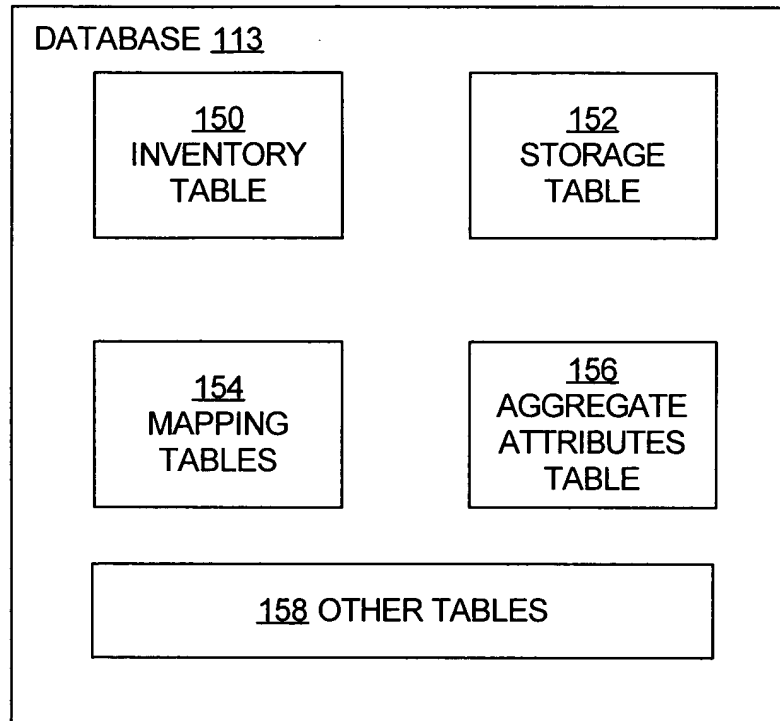 DATABASE 113
150
INVENTORY
TABLE
152
STORAGE
TABLE
154
MAPPING
TABLES
156
AGGREGATE
ATTRIBUTES
TABLE
158 OTHER TABLES